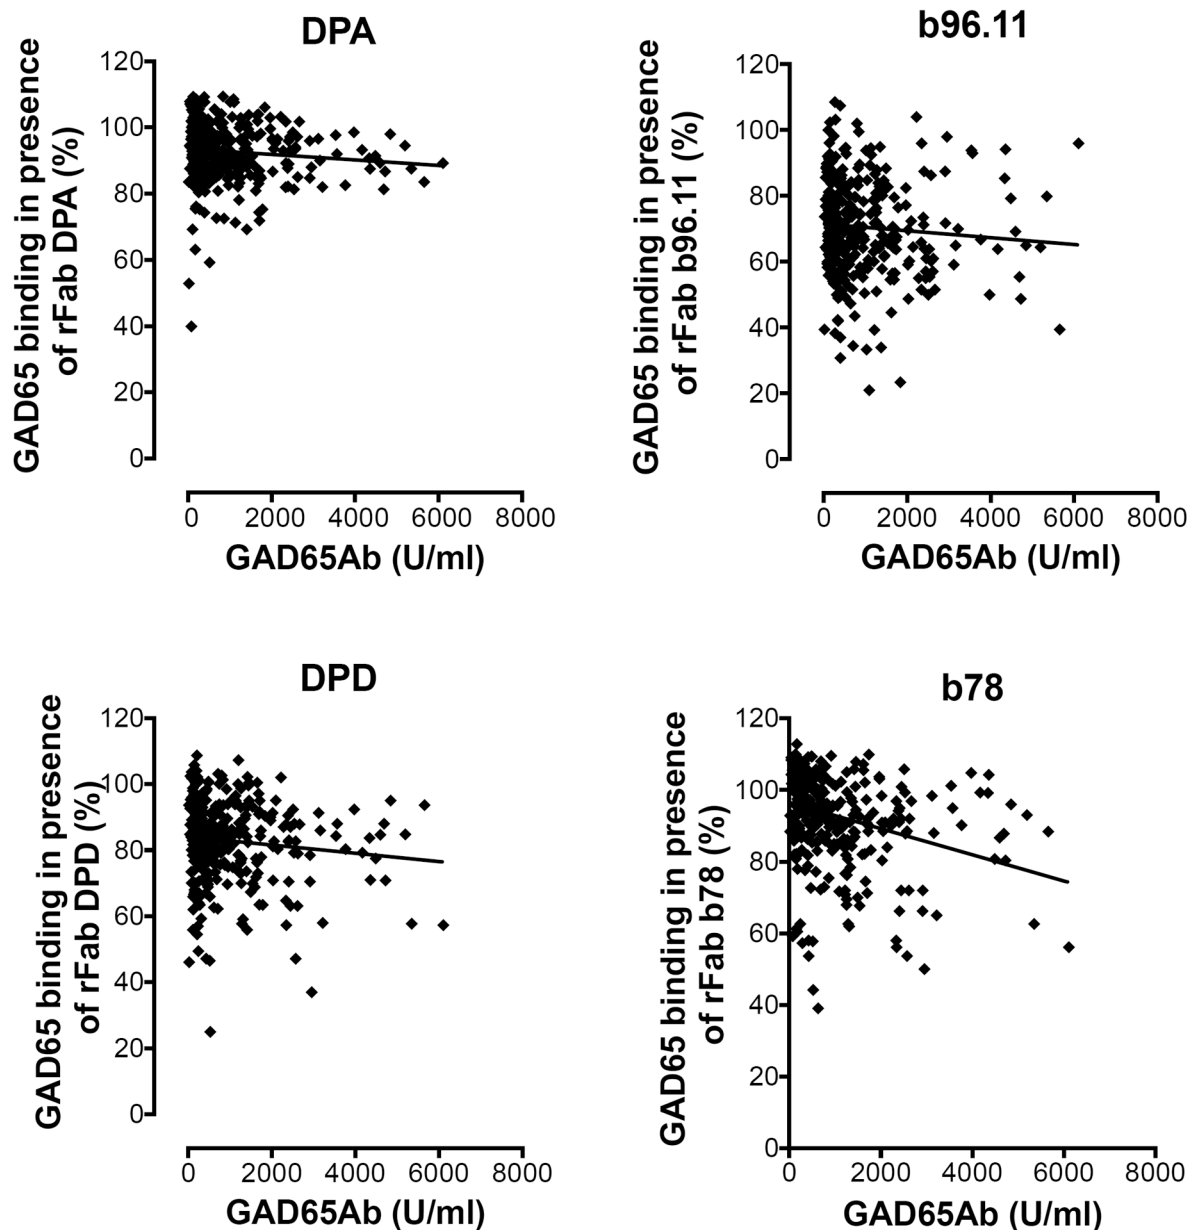 DPA
GAD65 binding in presence
of rFab DPA (%)
120
100
80
60
40
20
0
0 2000 4000 6000 8000
GAD65Ab (U/ml)
b96.11
GAD65 binding in presence
of rFab b96.11 (%)
120
100
80
60
40
20
0
0 2000 4000 6000 8000
GAD65Ab (U/ml)
DPD
GAD65 binding in presence
of rFab DPD (%)
120
100
80
60
40
20
0
0 2000 4000 6000 8000
GAD65Ab (U/ml)
b78
GAD65 binding in presence
of rFab b78 (%)
120
100
80
60
40
20
0
0 2000 4000 6000 8000
GAD65Ab (U/ml)